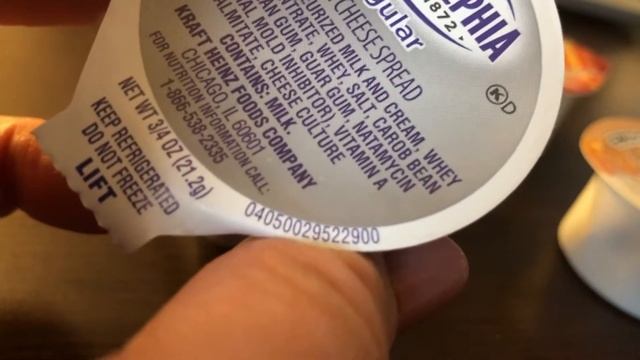 PHIA
1872
gular
CHEESE SPREAD
URIZED MILK AND CREAM, WHEY
TRATE, WHEY SALT, CAROB BEAN
AN GUM, GUAR GUM, NATAMYCIN
AL MOLD INHIBITOR), VITAMIN A
ALMITATE, CHEESE CULTURE
CONTAINS: MILK.
KRAFT HEINZ FOODS COMPANY
CHICAGO, IL 60601
FOR NUTRITION INFORMATION CALL:
1-866-538-2335
K D
NET WT 3/4 OZ (21.2g)
KEEP REFRIGERATED
DO NOT FREEZE
LIFT
04050029522900